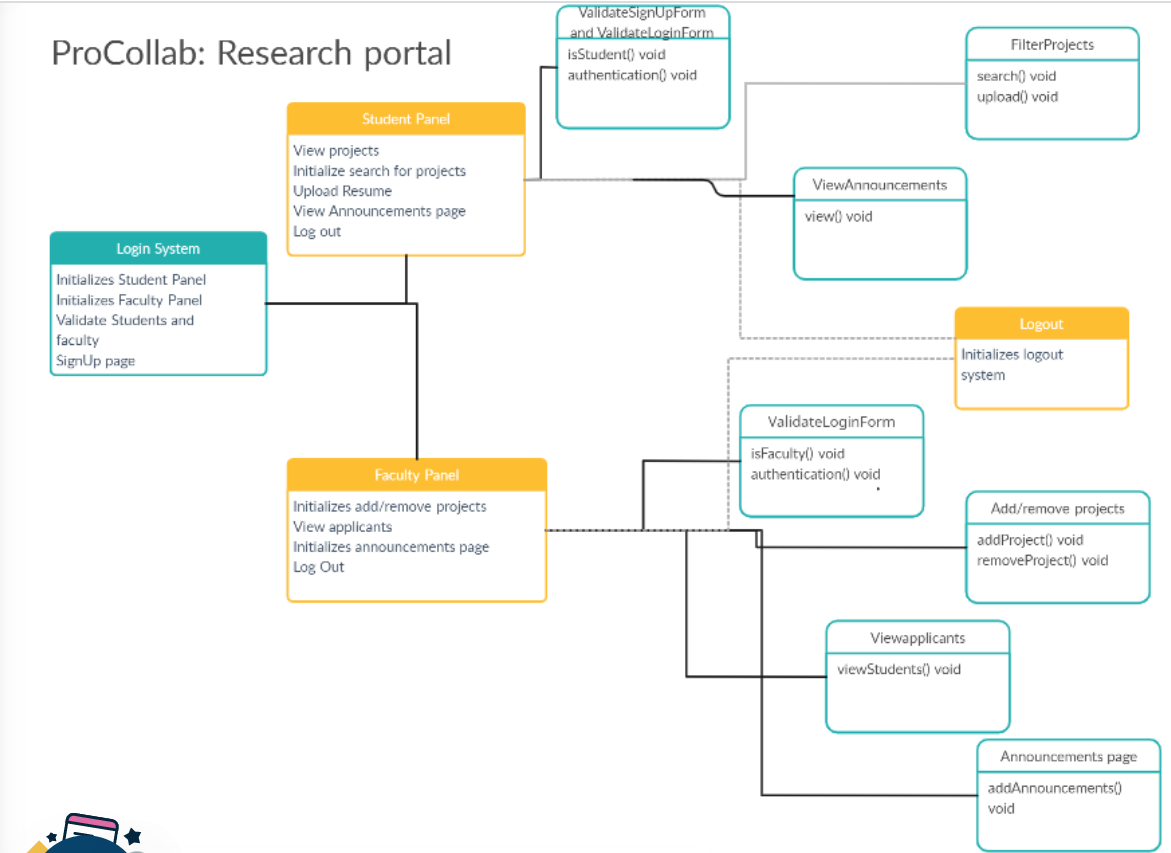 ProCollab: Research portal
ValidateSignUpForm
and ValidateLoginForm
isStudent() void
authentication() void
FilterProjects
search() void
upload() void
Student Panel
View projects
Initialize search for projects
Upload Resume
View Announcements page
Log out
ViewAnnouncements
view() void
Login System
Initializes Student Panel
Initializes Faculty Panel
Validate Students and
faculty
SignUp page
Logout
Initializes logout
system
ValidateLoginForm
isFaculty() void
authentication() void
Faculty Panel
Initializes add/remove projects
View applicants
Initializes announcements page
Log Out
Add/remove projects
addProject() void
removeProject() void
Viewapplicants
viewStudents() void
Announcements page
addAnnouncements()
void